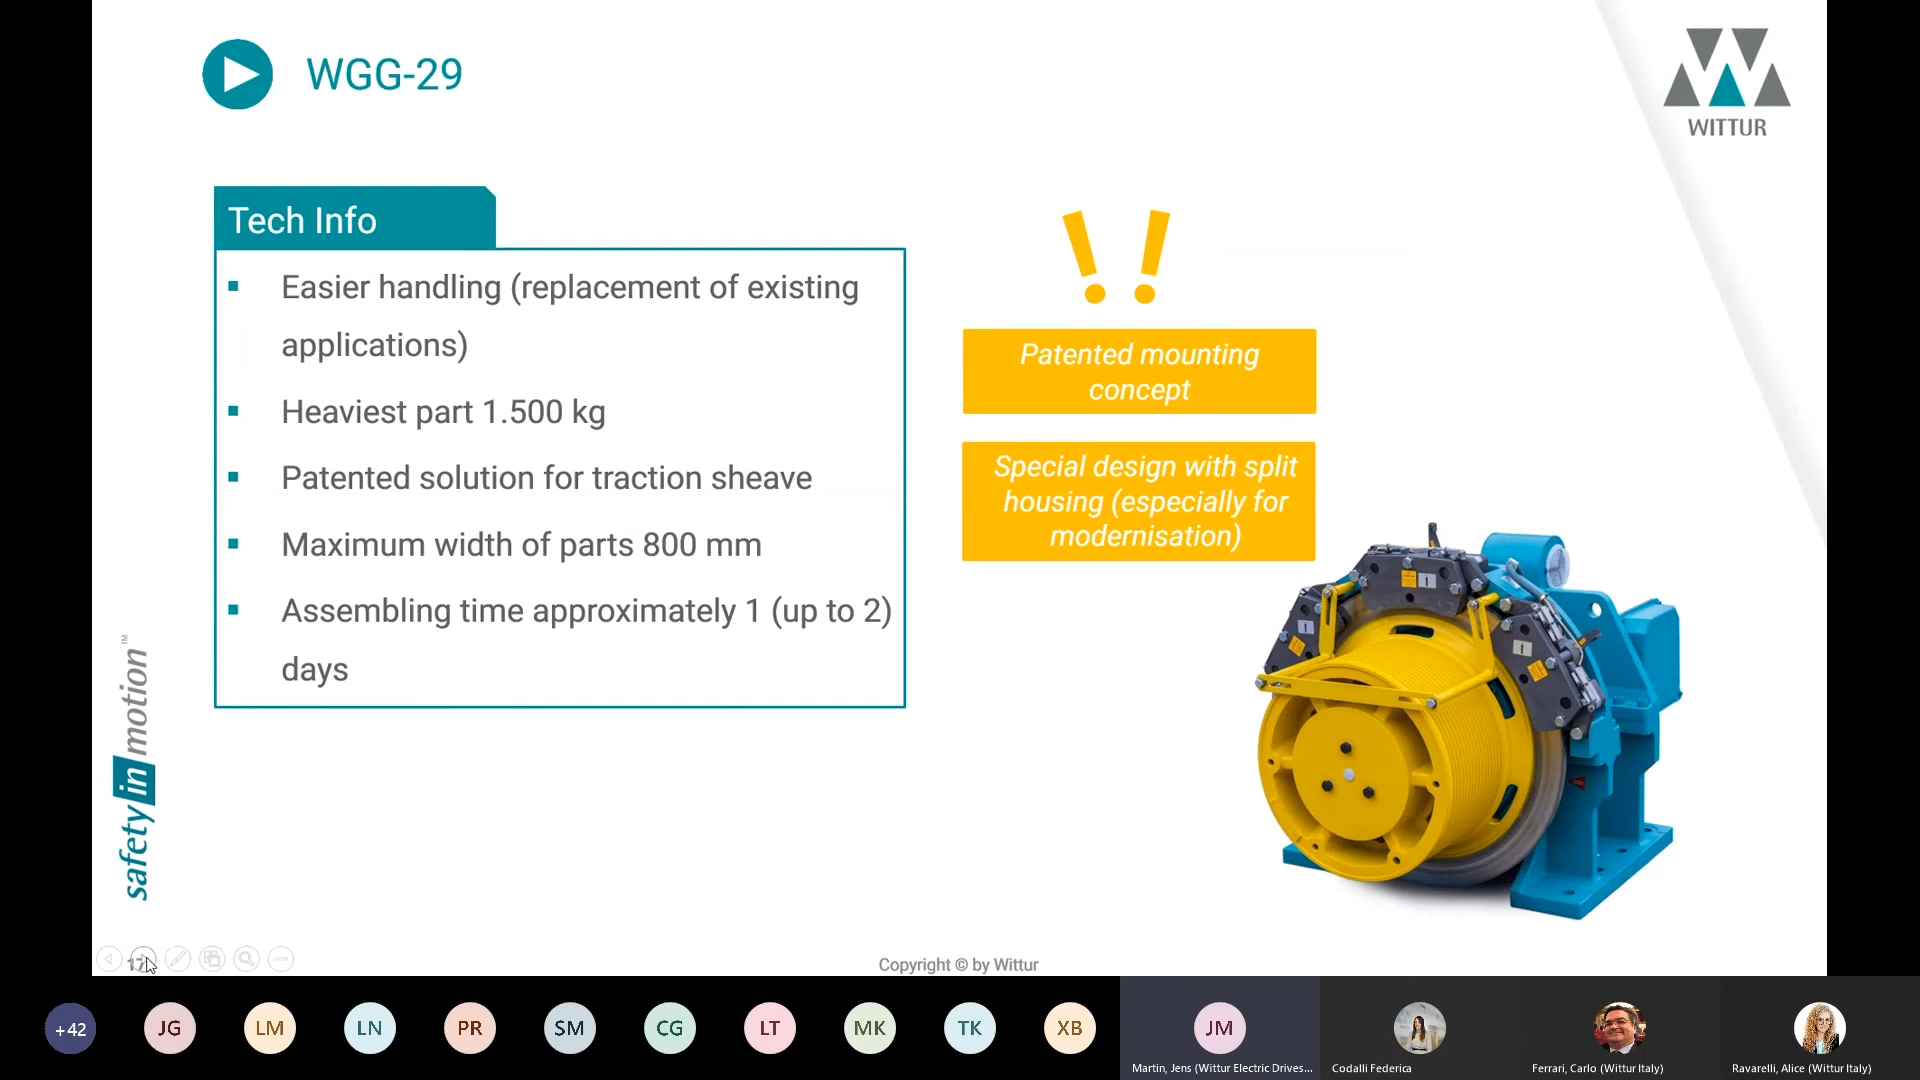 WGG-29
WITTUR
Tech Info
Easier handling (replacement of existing
applications)
Heaviest part 1.500 kg
Patented solution for traction sheave
Maximum width of parts 800 mm
Assembling time approximately 1 (up to 2)
days
Patented mounting
concept
Special design with split
housing (especially for
modernisation)
safety in motion™
Copyright © by Wittur
+42
JG
LM
LN
PR
SM
CG
LT
MK
TK
XB
JM
Martin, Jens (Wittur Electric Drives...
Codalli Federica
Ferrari, Carlo (Wittur Italy)
Ravarelli, Alice (Wittur Italy)